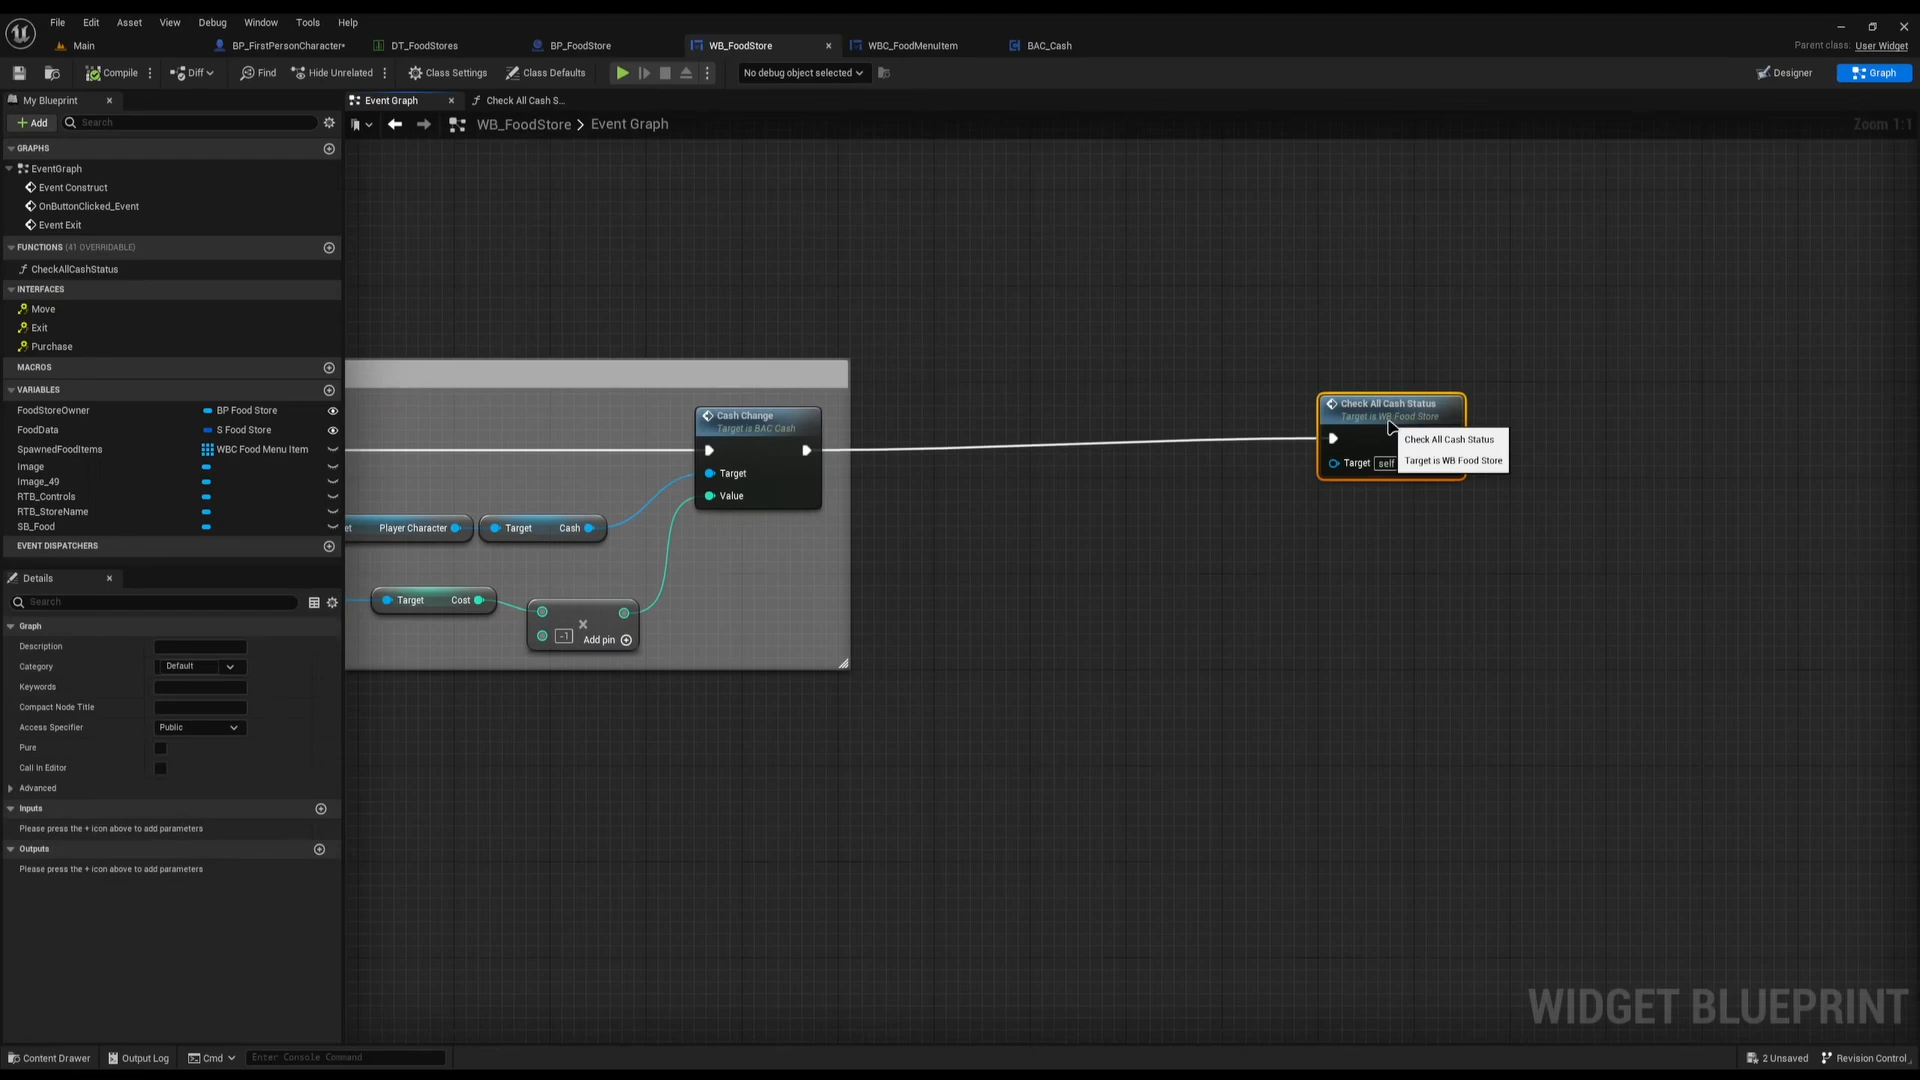 File Edit Asset View Debug Window Tools Help
Main BP_FirstPersonCharacter* DT_FoodStores BP_FoodStore WB_FoodStore WBC_FoodMenuItem BAC_Cash Parent class: User Widget
Compile Diff Find Hide Unrelated Class Settings Class Defaults No debug object selected Designer Graph
My Blueprint Event Graph Check All Cash S...
Add Search WB_FoodStore > Event Graph Zoom 1:1
GRAPHS
EventGraph
Event Construct
OnButtonClicked_Event
Event Exit
FUNCTIONS (41 OVERRIDABLE)
CheckAllCashStatus
INTERFACES
Move
Exit
Purchase
MACROS
VARIABLES
FoodStoreOwner BP Food Store
FoodData S Food Store
SpawnedFoodItems WBC Food Menu Item
Image
Image_49
RTB_Controls
RTB_StoreName
SB_Food
EVENT DISPATCHERS
Details
Search
Graph
Description
Category Default
Keywords
Compact Node Title
Access Specifier Public
Pure
Call In Editor
Advanced
Inputs
Please press the + icon above to add parameters
Outputs
Please press the + icon above to add parameters
Cash Change
Target is BAC Cash
Target
Value
et Player Character Target Cash
Target Cost
-1 Add pin
Check All Cash Status
Target is WB Food Store
Target self
Check All Cash Status
Target is WB Food Store
WIDGET BLUEPRINT
Content Drawer Output Log Cmd Enter Console Command 2 Unsaved Revision Control